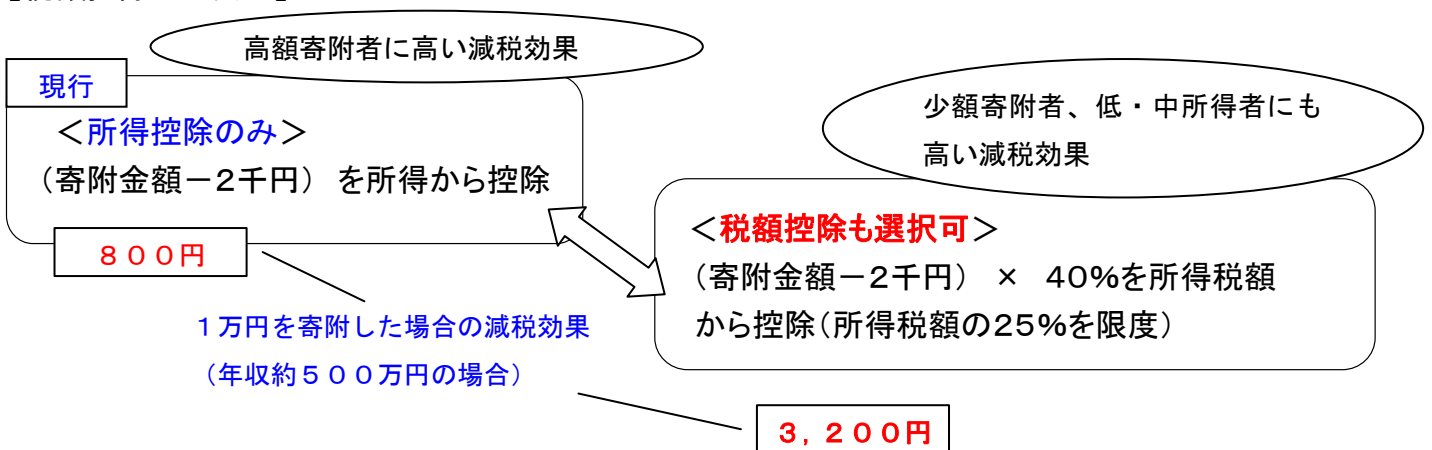 高額寄附者に高い減税効果
現行
＜所得控除のみ＞
（寄附金額－２千円） を所得から控除
８００円
少額寄附者、低・中所得者にも
高い減税効果
＜税額控除も選択可＞
（寄附金額－２千円） × ４０％を所得税額
から控除（所得税額の２５％を限度）
１万円を寄附した場合の減税効果
（年収約５００万円の場合）
３，２００円